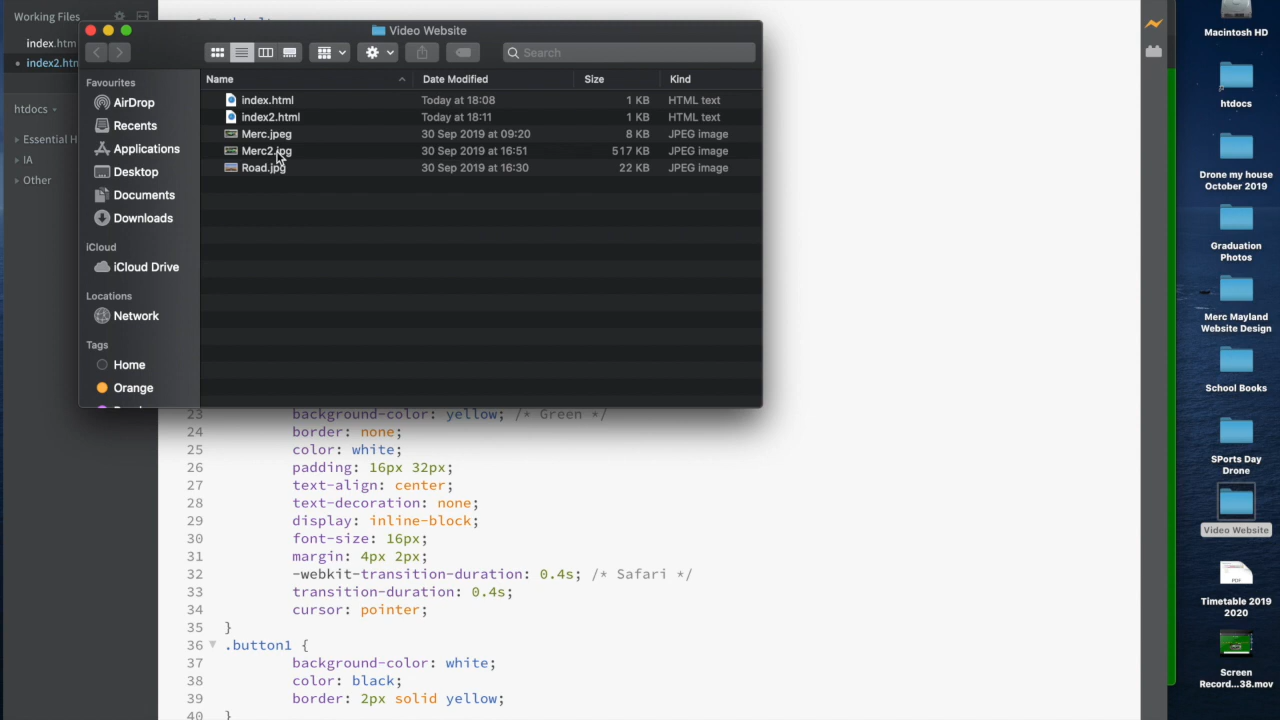 Working Files
Video Website
Macintosh HD
index.htm
index2.htm
Search
Favourites
Name
Date Modified
Size
Kind
AirDrop
index.html
Today at 18:08
1 KB
HTML text
htdocs
htdocs
index2.html
Today at 18:11
1 KB
HTML text
Recents
Merc.jpeg
30 Sep 2019 at 09:20
8 KB
JPEG image
Essential H
Applications
Merc2.jpg
30 Sep 2019 at 16:51
517 KB
JPEG image
IA
Desktop
Road.jpg
30 Sep 2019 at 16:30
22 KB
JPEG image
Other
Drone my house
October 2019
Documents
Downloads
iCloud
iCloud Drive
Graduation
Photos
Locations
Network
Merc Mayland
Website Design
Tags
Home
Orange
School Books
23 background-color: yellow; /* Green */
24 border: none;
25 color: white;
26 padding: 16px 32px;
27 text-align: center;
28 text-decoration: none;
29 display: inline-block;
30 font-size: 16px;
31 margin: 4px 2px;
32 -webkit-transition-duration: 0.4s; /* Safari */
33 transition-duration: 0.4s;
34 cursor: pointer;
35 }
36 .button1 {
37 background-color: white;
38 color: black;
39 border: 2px solid yellow;
40 }
SPorts Day
Drone
Video Website
PDF
Timetable 2019
2020
Screen
Record...38.mov